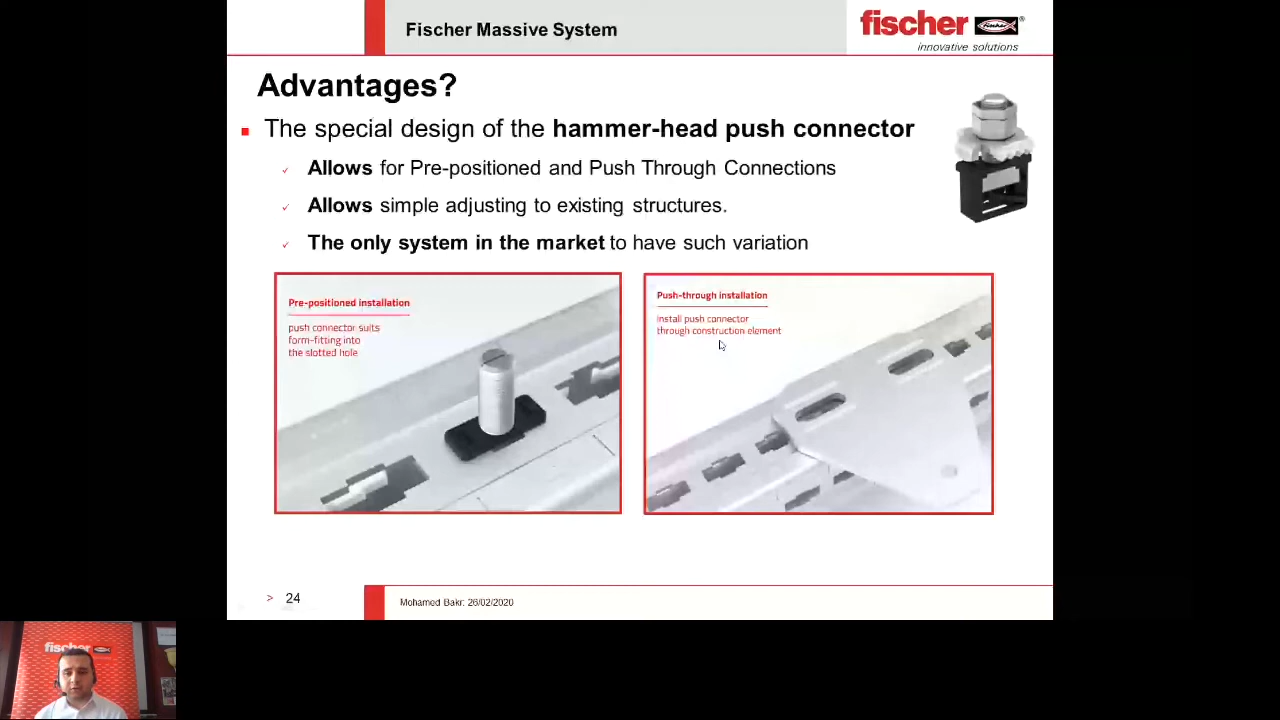 Fischer Massive System
fischer
innovative solutions
Advantages?
The special design of the hammer-head push connector
Allows for Pre-positioned and Push Through Connections
Allows simple adjusting to existing structures.
The only system in the market to have such variation
Pre-positioned installation
push connector suits
form-fitting into
the slotted hole
Push-through installation
install push connector
through construction element
> 24
Mohamed Bakr: 26/02/2020
fischer